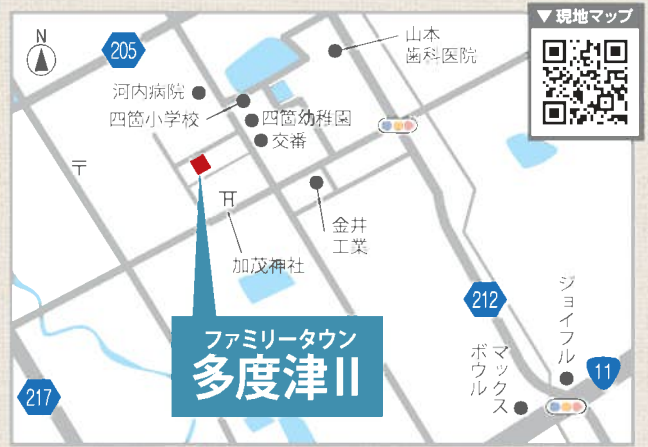 ▼現地マップ
N
205
山本
歯科医院
河内病院
四箇小学校
四箇幼稚園
交番
〒
金井
工業
加茂神社
212
ジョイフル
マックス
ボウル
11
217
ファミリータウン
多度津II